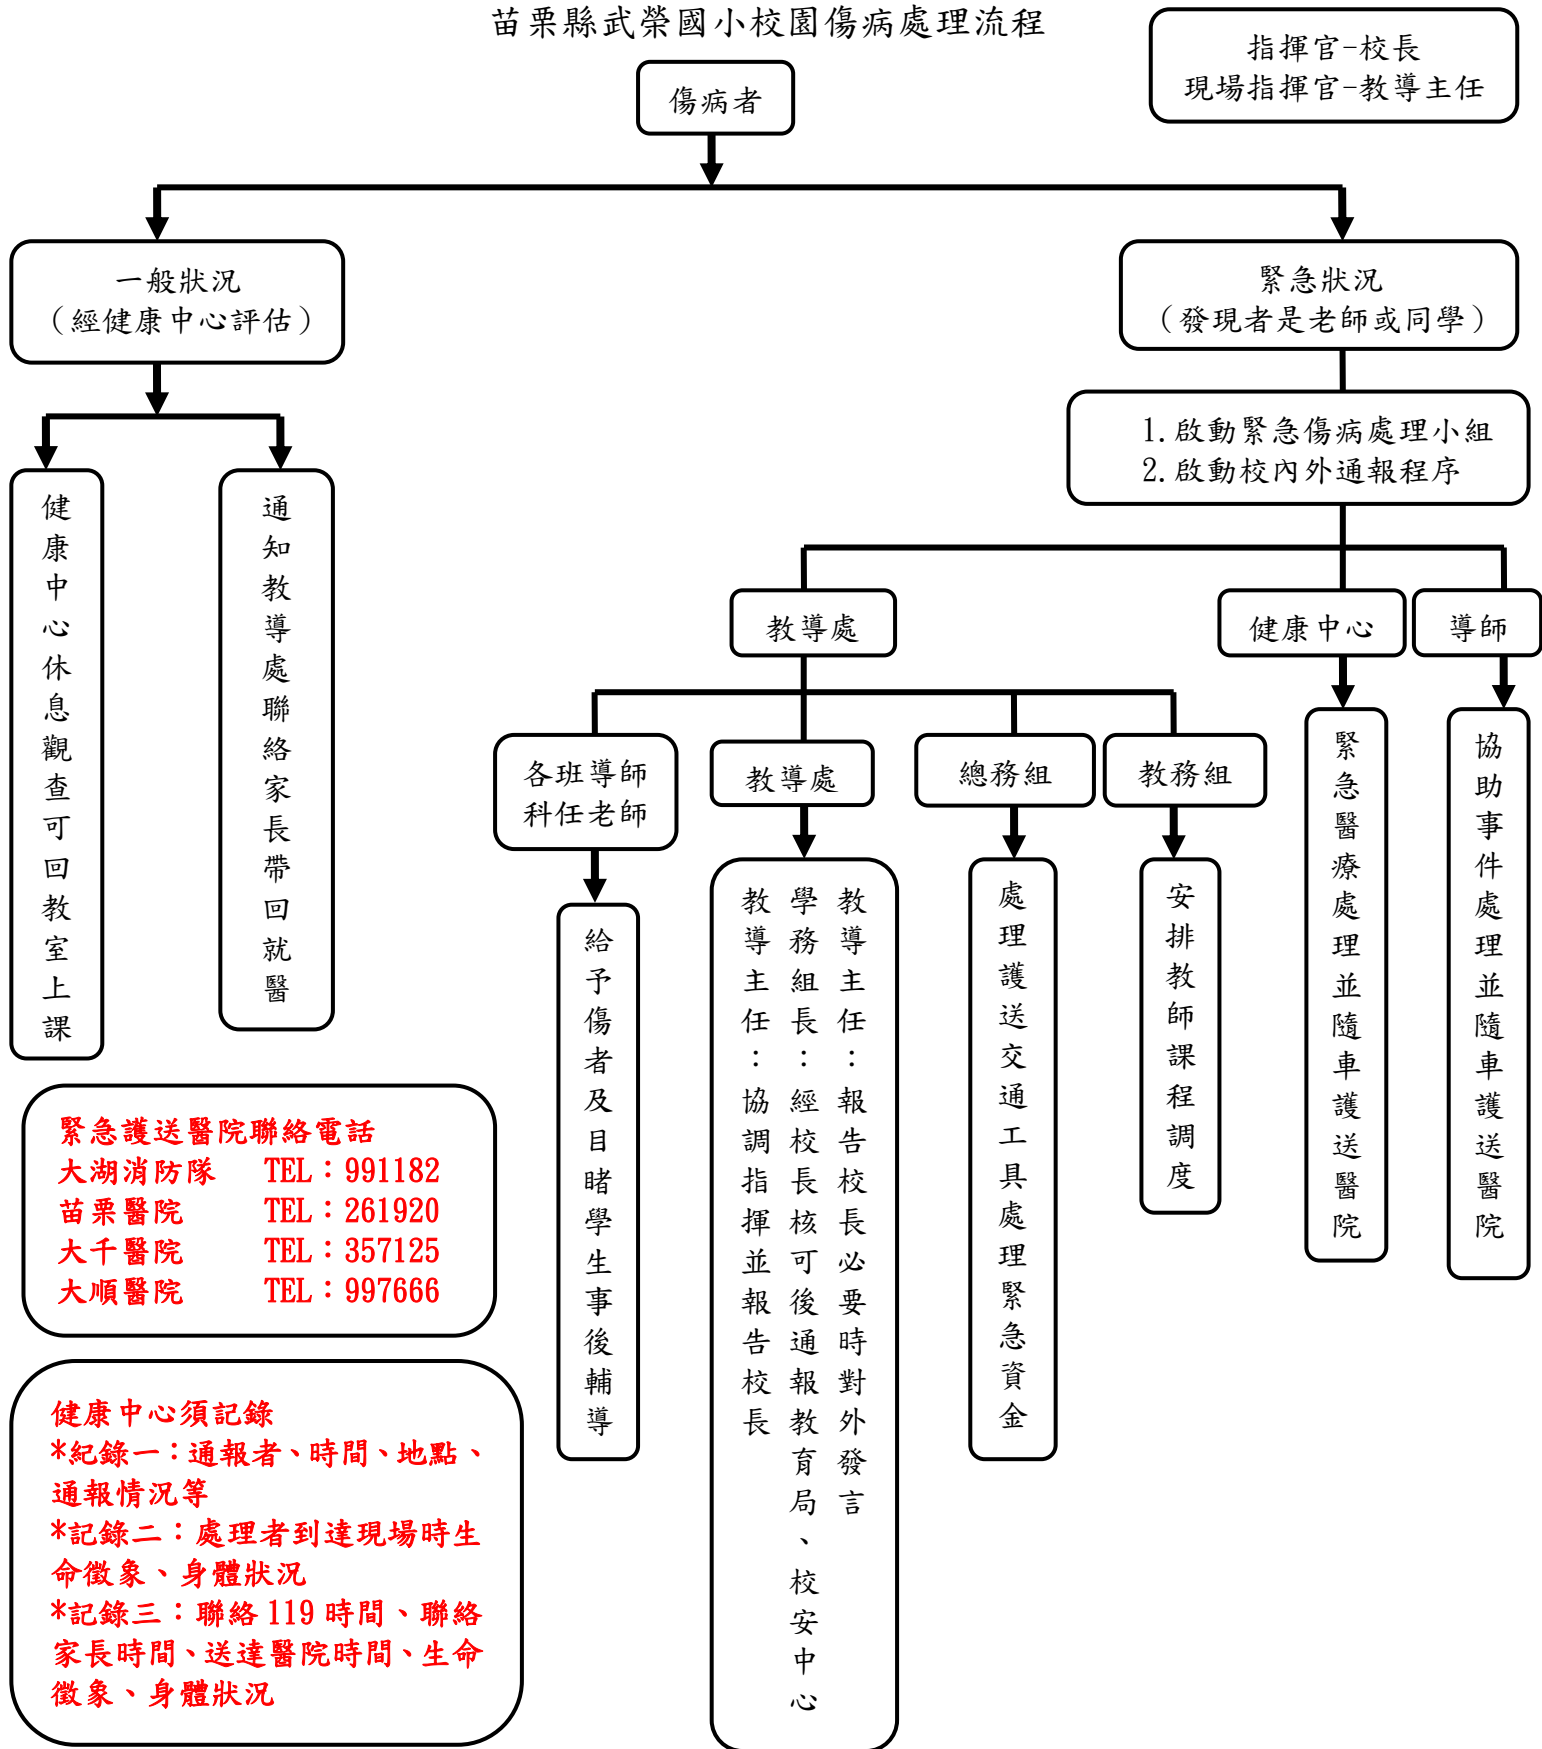 苗栗縣武榮國小校園傷病處理流程
指揮官-校長
現場指揮官-教導主任
傷病者
一般狀況
（經健康中心評估）
緊急狀況
（發現者是老師或同學）
1.啟動緊急傷病處理小組
2.啟動校內外通報程序
健康中心休息觀查可回教室上課
通知教導處聯絡家長帶回就醫
教導處
健康中心
導師
各班導師
科任老師
教導處
總務組
教務組
給予傷者及目睹學生事後輔導
教導主任：報告校長必要時對外發言
學務組長：經校長核可後通報教育局、校安中心
教導主任：協調指揮並報告校長
處理護送交通工具處理緊急資金
安排教師課程調度
緊急醫療處理並隨車護送醫院
協助事件處理並隨車護送醫院
緊急護送醫院聯絡電話
大湖消防隊 TEL：991182
苗栗醫院 TEL：261920
大千醫院 TEL：357125
大順醫院 TEL：997666
健康中心須記錄
*紀錄一：通報者、時間、地點、
通報情況等
*記錄二：處理者到達現場時生
命徵象、身體狀況
*記錄三：聯絡 119 時間、聯絡
家長時間、送達醫院時間、生命
徵象、身體狀況